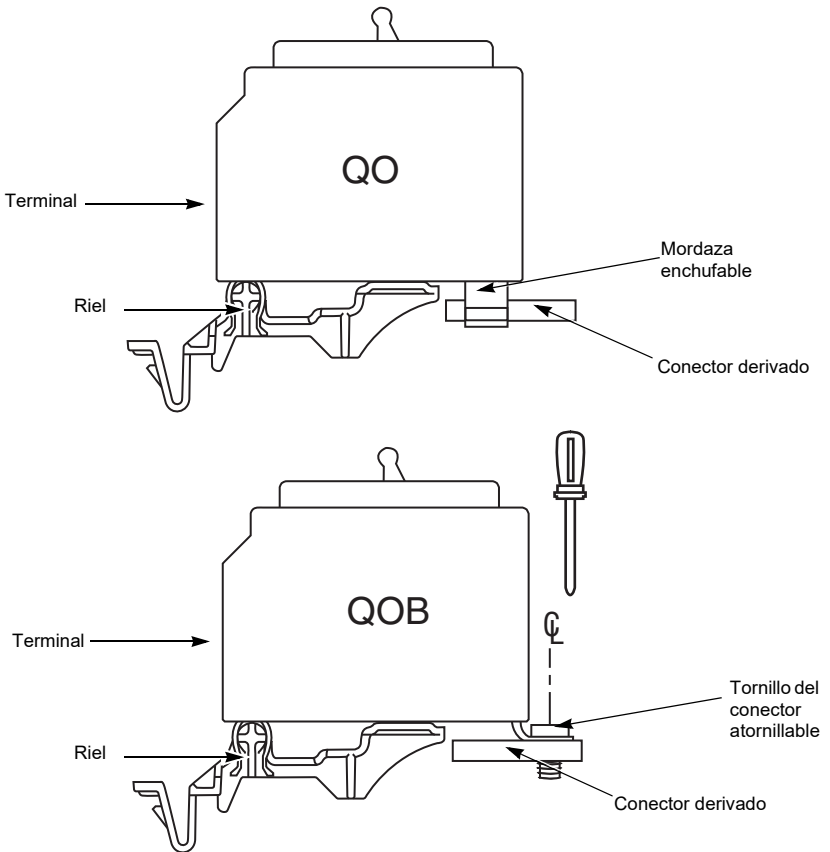 QO
Terminal
Mordaza
enchufable
Riel
Conector derivado
QOB
Terminal
℄
Tornillo del
conector
atornillable
Riel
Conector derivado